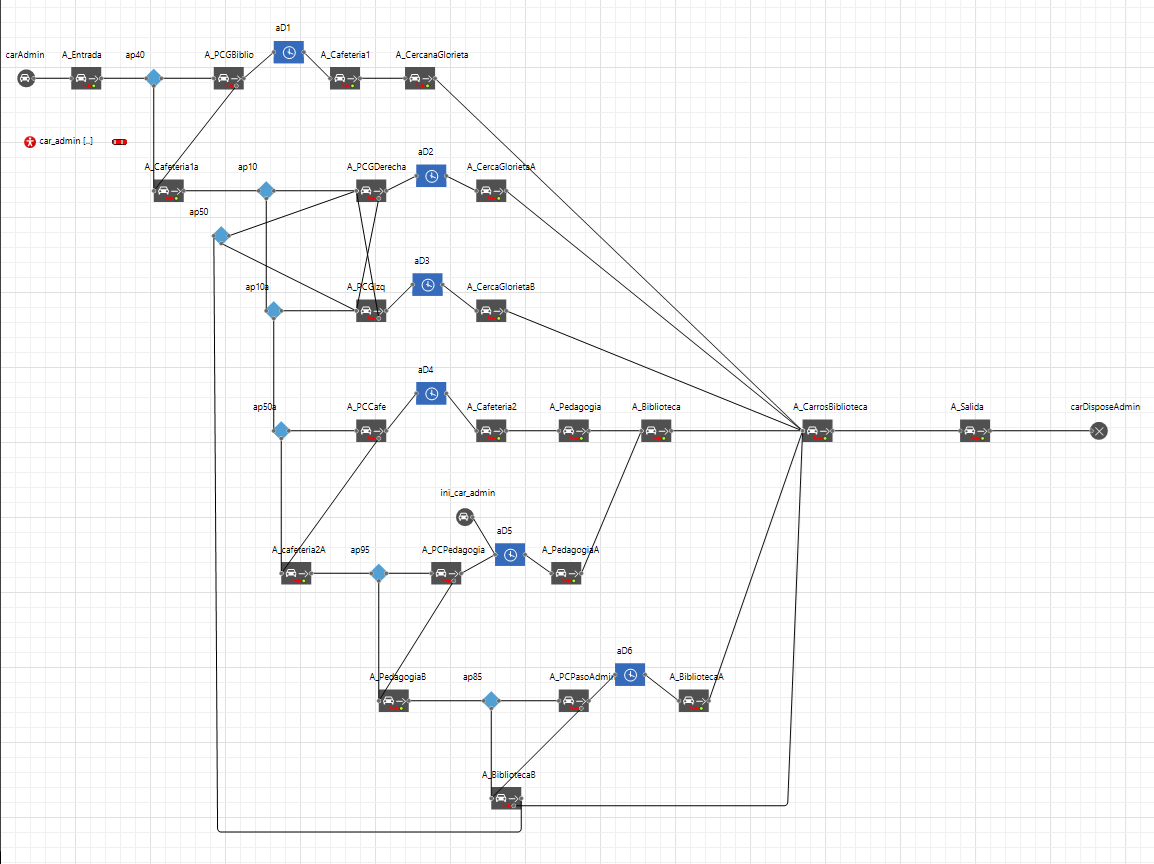 aD1
carAdmin
A_Entrada
ap40
A_PCGBiblio
A_Cafeteria1
A_CercanaGlorieta
car_admin [..]
aD2
A_Cafeteria1a
ap10
A_PCGDerecha
A_CercaGlorietaA
ap50
aD3
ap10a
A_PCGIzq
A_CercaGlorietaB
aD4
ap50a
A_PCCafe
A_Cafeteria2
A_Pedagogia
A_Biblioteca
A_CarrosBiblioteca
A_Salida
carDisposeAdmin
ini_car_admin
aD5
A_cafeteria2A
ap95
A_PCPedagogia
A_PedagogiaA
aD6
A_PedagogiaB
ap85
A_PCPasoAdmin
A_BibliotecaA
A_BibliotecaB